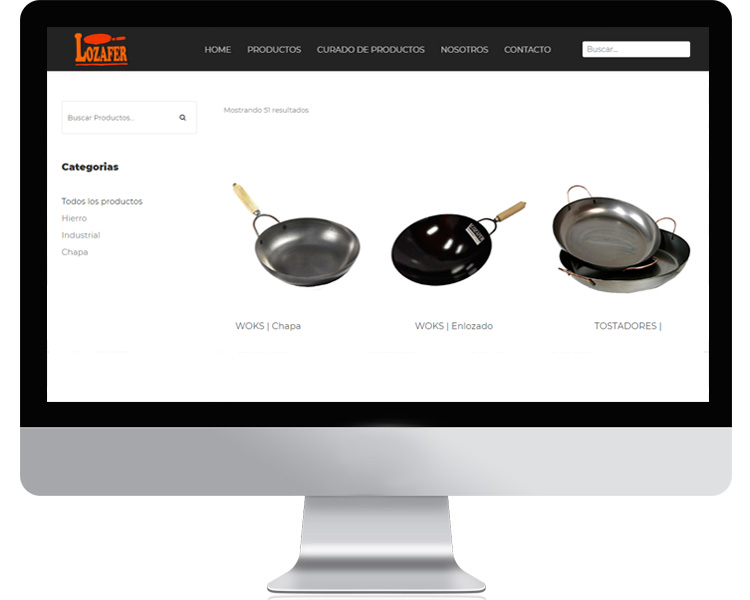 LOZAFER
HOME PRODUCTOS CURADO DE PRODUCTOS NOSOTROS CONTACTO
Buscar...
Buscar Productos...
Mostrando 51 resultados
Categorias
Todos los productos
Hierro
Industrial
Chapa
WOKS | Chapa
WOKS | Enlozado
TOSTADORES |